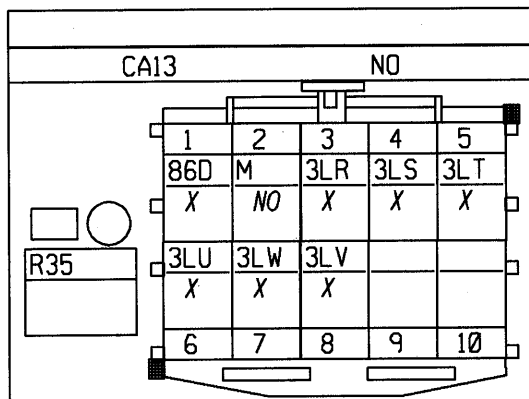 CA13 NO
1 2 3 4 5
86D M 3LR 3LS 3LT
X NO X X X
R35
3LU 3LW 3LV
X X X
6 7 8 9 10